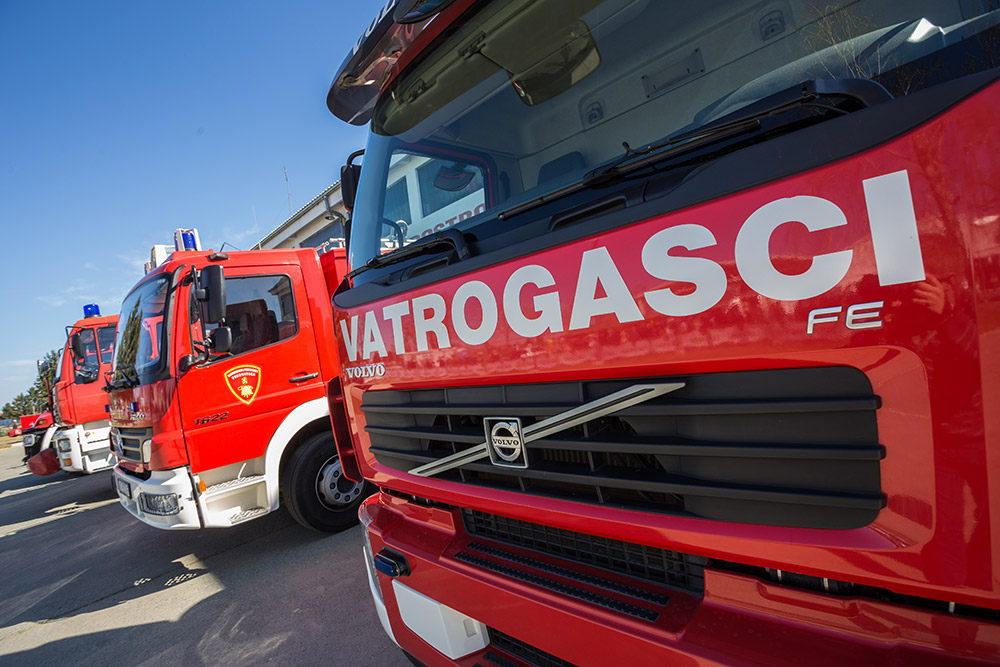 VATROGASCI
FE
VOLVO
VOLVO
1622